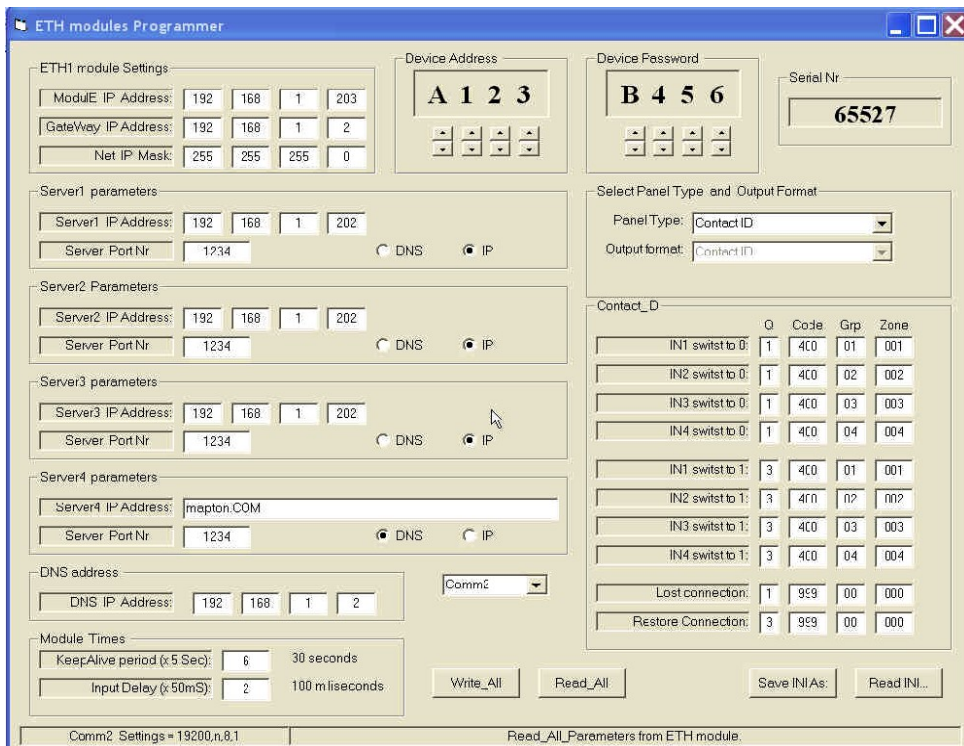 ETH modules Programmer
ETH1 module Settings
ModulE IP Address: 192 168 1 203
GateWay IP Address: 192 168 1 2
Net IP Mask: 255 255 255 0
Device Address
A 1 2 3
Device Password
B 4 5 6
Serial Nr
65527
Server1 parameters
Server1 IP Address: 192 168 1 202
Server Port Nr 1234 DNS IP
Server2 Parameters
Server2 IP Address: 192 168 1 202
Server Port Nr 1234 DNS IP
Server3 parameters
Server3 IP Address: 192 168 1 202
Server Port Nr 1234 DNS IP
Server4 parameters
Server4 IP Address: mapton.COM
Server Port Nr 1234 DNS IP
DNS address
DNS IP Address: 192 168 1 2
Comm2
Module Times
KeepAlive period (x 5 Sec): 6 30 seconds
Input Delay (x 50mS): 2 100 miliseconds
Select Panel Type and Output Format
Panel Type: Contact ID
Output format: Contact ID
Contact_D
Q Code Grp Zone
IN1 switst to 0: 1 400 01 001
IN2 switst to 0: 1 400 02 002
IN3 switst to 0: 1 400 03 003
IN4 switst to 0: 1 400 04 004
IN1 switst to 1: 3 400 01 001
IN2 switst to 1: 3 400 02 002
IN3 switst to 1: 3 400 03 003
IN4 switst to 1: 3 400 04 004
Lost connection: 1 999 00 000
Restore Connection: 3 999 00 000
Write_All Read_All Save INI As: Read INI...
Comm2 Settings = 19200,n,8,1 Read_All_Parameters from ETH module.